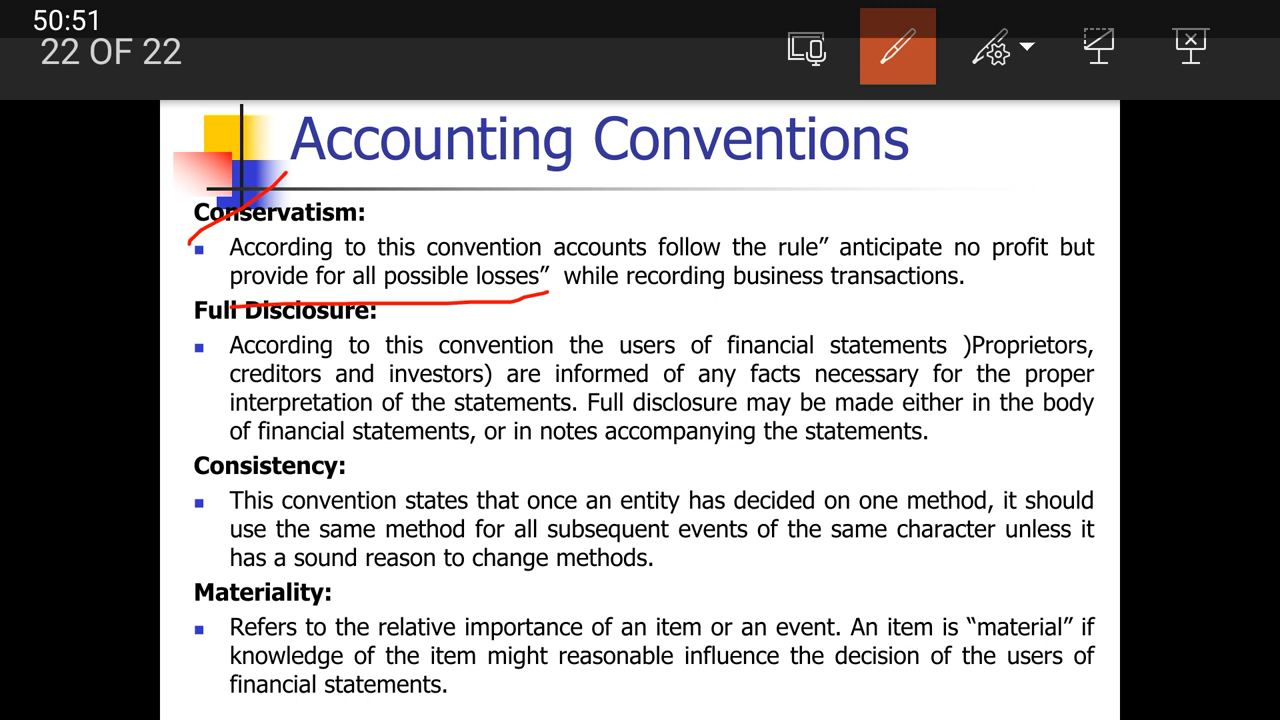 50:51
22 OF 22
Accounting Conventions
Conservatism:
According to this convention accounts follow the rule” anticipate no profit but
provide for all possible losses” while recording business transactions.
Full Disclosure:
According to this convention the users of financial statements )Proprietors,
creditors and investors) are informed of any facts necessary for the proper
interpretation of the statements. Full disclosure may be made either in the body
of financial statements, or in notes accompanying the statements.
Consistency:
This convention states that once an entity has decided on one method, it should
use the same method for all subsequent events of the same character unless it
has a sound reason to change methods.
Materiality:
Refers to the relative importance of an item or an event. An item is “material” if
knowledge of the item might reasonable influence the decision of the users of
financial statements.